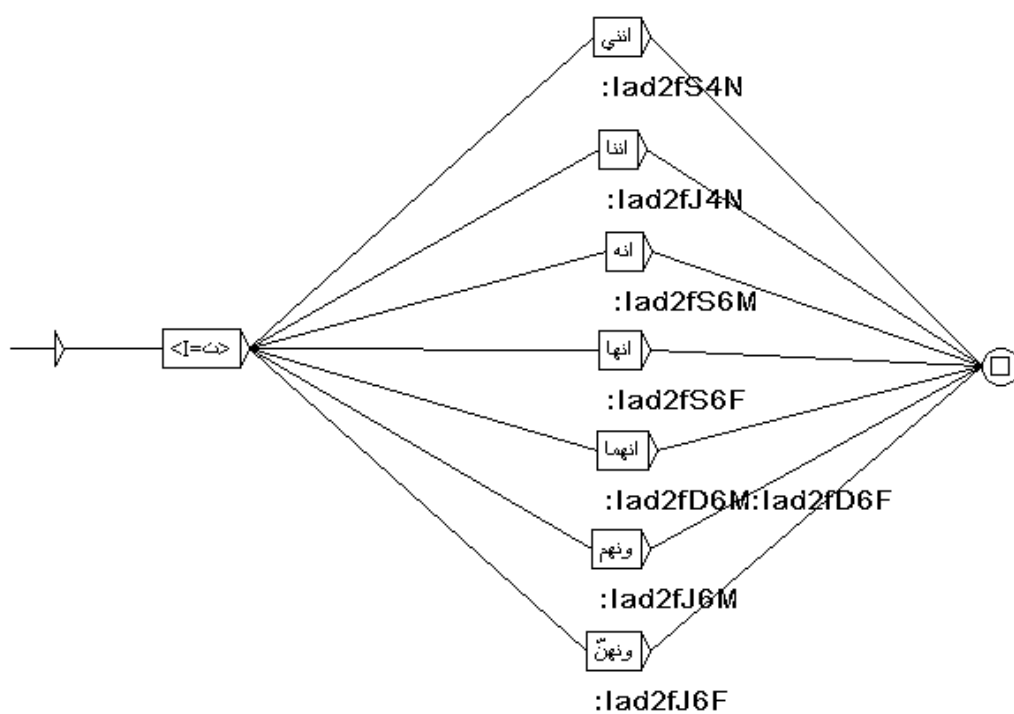 انني
:Iad2fS4N
اننا
:Iad2fJ4N
انه
:Iad2fS6M
<I=ث>
انها
:Iad2fS6F
انهما
:Iad2fD6M:Iad2fD6F
ونهم
:Iad2fJ6M
ونهنّ
:Iad2fJ6F